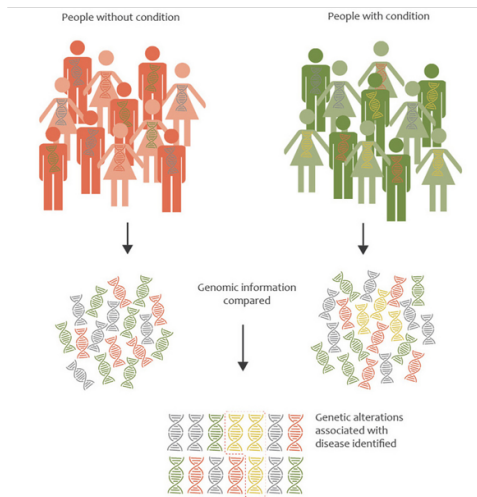 People without condition
People with condition
Genomic information
compared
Genetic alterations
associated with
disease identified